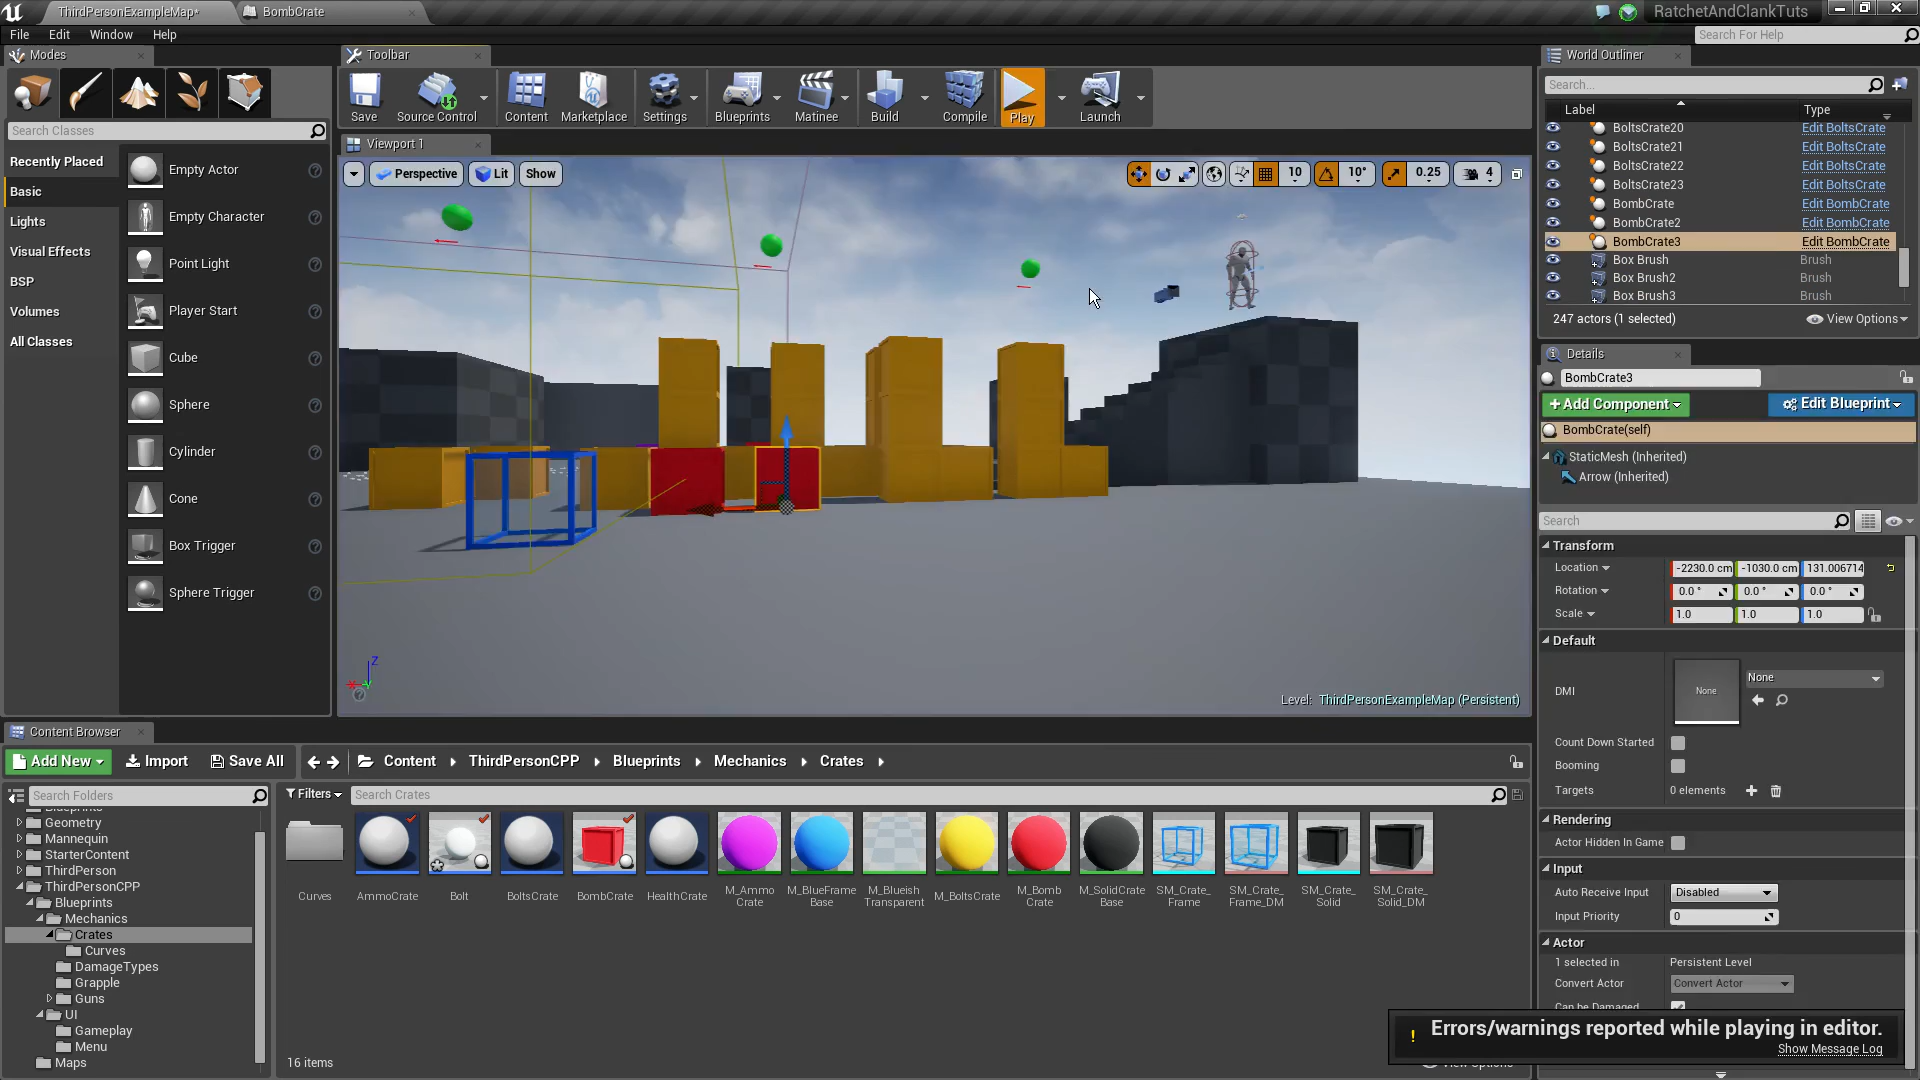 ThirdPersonExampleMap*
BombCrate
RatchetAndClankTuts
File
Edit
Window
Help
Search For Help
Modes
Toolbar
World Outliner
Save
Source Control
Content
Marketplace
Settings
Blueprints
Matinee
Build
Compile
Play
Launch
Search...
Label
Type
BoltsCrate20
Edit BoltsCrate
BoltsCrate21
Edit BoltsCrate
BoltsCrate22
Edit BoltsCrate
BoltsCrate23
Edit BoltsCrate
BombCrate
Edit BombCrate
BombCrate2
Edit BombCrate
BombCrate3
Edit BombCrate
Box Brush
Brush
Box Brush2
Brush
Box Brush3
Brush
247 actors (1 selected)
View Options
Search Classes
Recently Placed
Basic
Lights
Visual Effects
BSP
Volumes
All Classes
Empty Actor
Empty Character
Point Light
Player Start
Cube
Sphere
Cylinder
Cone
Box Trigger
Sphere Trigger
Viewport 1
Perspective
Lit
Show
10
10°
0.25
4
Z
Level: ThirdPersonExampleMap (Persistent)
Details
BombCrate3
+Add Component
Edit Blueprint
BombCrate(self)
StaticMesh (Inherited)
Arrow (Inherited)
Search
Transform
Location
-2230.0 cm
-1030.0 cm
131.006714
Rotation
0.0 °
0.0 °
0.0 °
Scale
1.0
1.0
1.0
Default
DMI
None
None
Count Down Started
Booming
Targets
0 elements
Rendering
Actor Hidden In Game
Input
Auto Receive Input
Disabled
Input Priority
0
Actor
1 selected in
Persistent Level
Convert Actor
Convert Actor
Can be Damaged
Errors/warnings reported while playing in editor.
Show Message Log
Content Browser
Add New
Import
Save All
Content
ThirdPersonCPP
Blueprints
Mechanics
Crates
Search Folders
Filters
Search Crates
Blueprints
Geometry
Mannequin
StarterContent
ThirdPerson
ThirdPersonCPP
Blueprints
Mechanics
Crates
Curves
DamageTypes
Grapple
Guns
UI
Gameplay
Menu
Maps
Curves
AmmoCrate
Bolt
BoltsCrate
BombCrate
HealthCrate
M_Ammo
Crate
M_BlueFrame
Base
M_Blueish
Transparent
M_BoltsCrate
M_Bomb
Crate
M_SolidCrate
Base
SM_Crate_
Frame
SM_Crate_
Frame_DM
SM_Crate_
Solid
SM_Crate_
Solid_DM
16 items
View Options